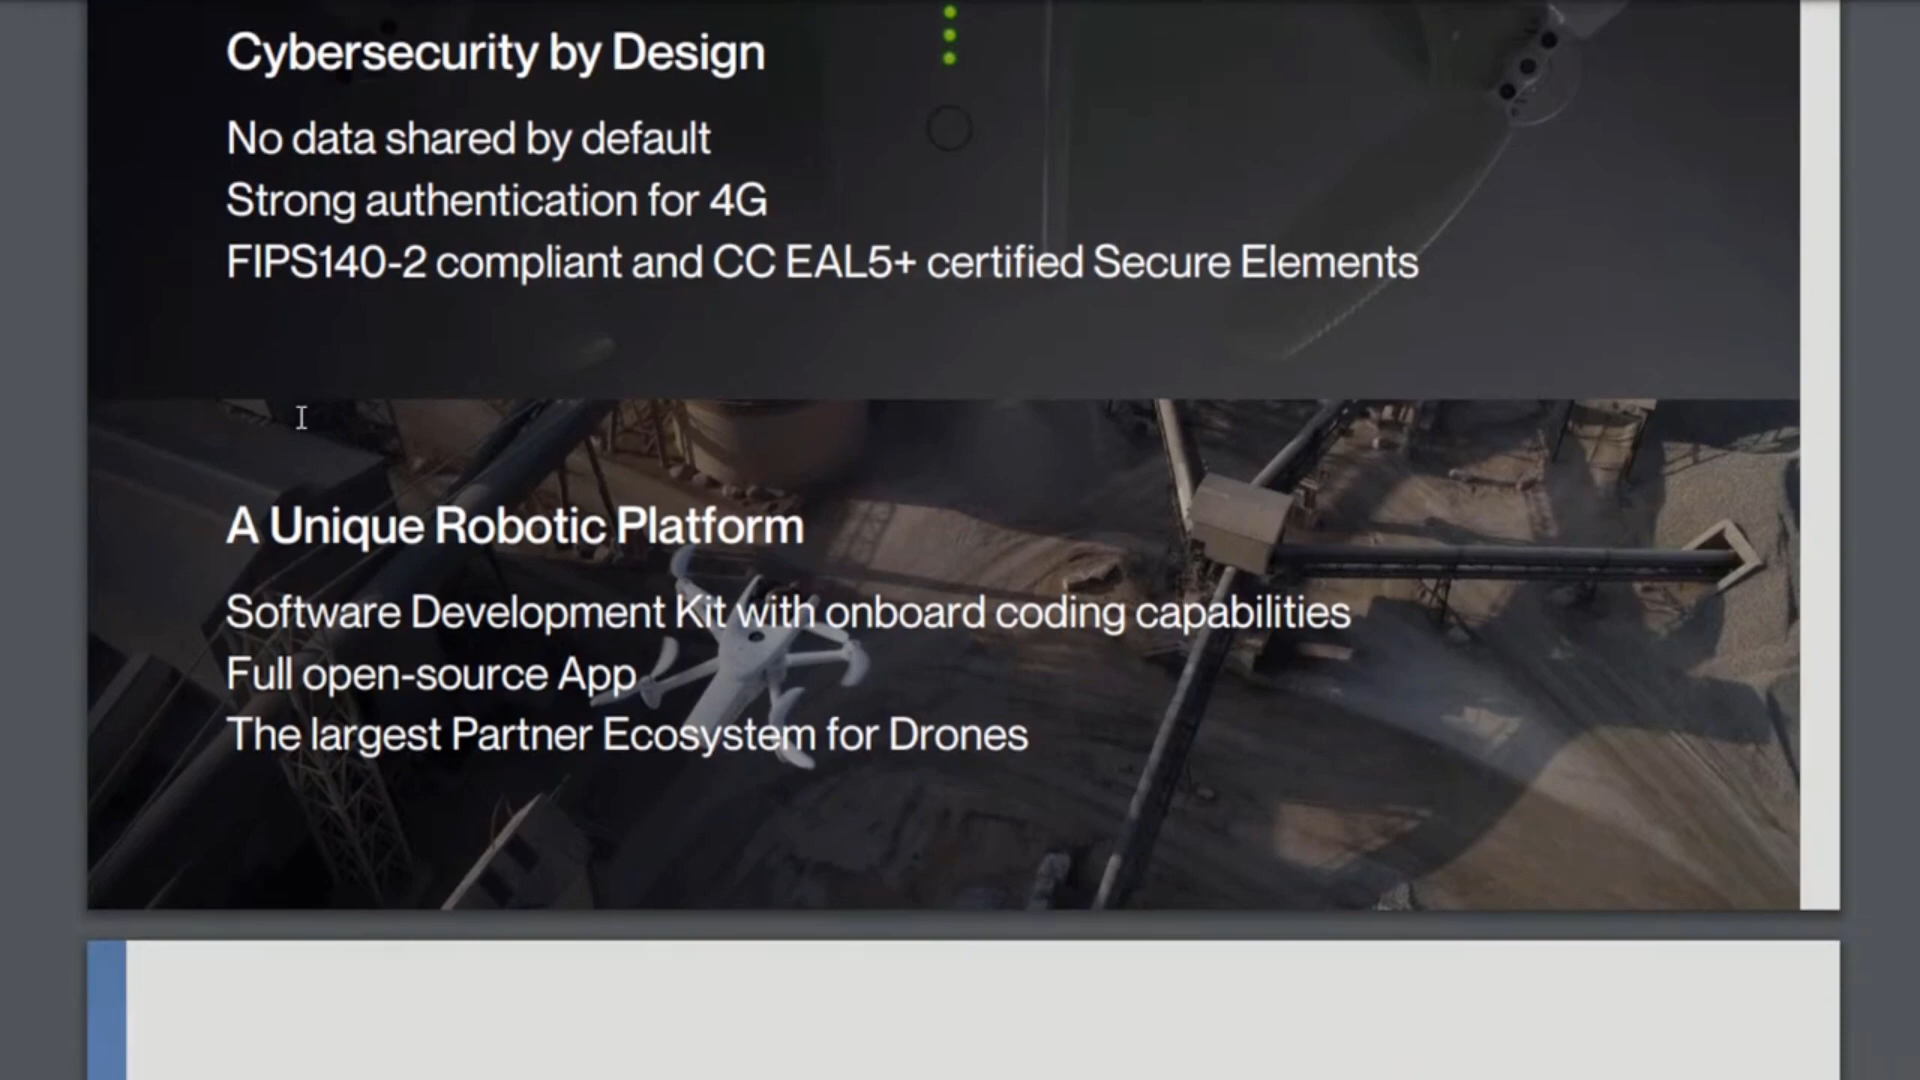 Cybersecurity by Design
No data shared by default
Strong authentication for 4G
FIPS140-2 compliant and CC EAL5+ certified Secure Elements
A Unique Robotic Platform
Software Development Kit with onboard coding capabilities
Full open-source App
The largest Partner Ecosystem for Drones